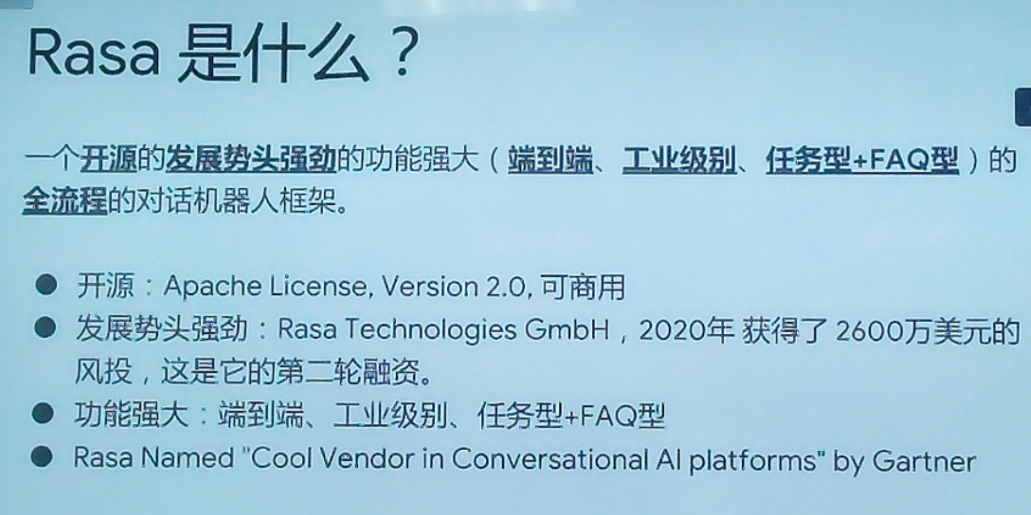 Rasa 是什么？
一个开源的发展势头强劲的功能强大（端到端、工业级别、任务型+FAQ型）的
全流程的对话机器人框架。
● 开源：Apache License, Version 2.0, 可商用
● 发展势头强劲：Rasa Technologies GmbH，2020年 获得了 2600万美元的
风投，这是它的第二轮融资。
● 功能强大：端到端、工业级别、任务型+FAQ型
● Rasa Named "Cool Vendor in Conversational AI platforms" by Gartner